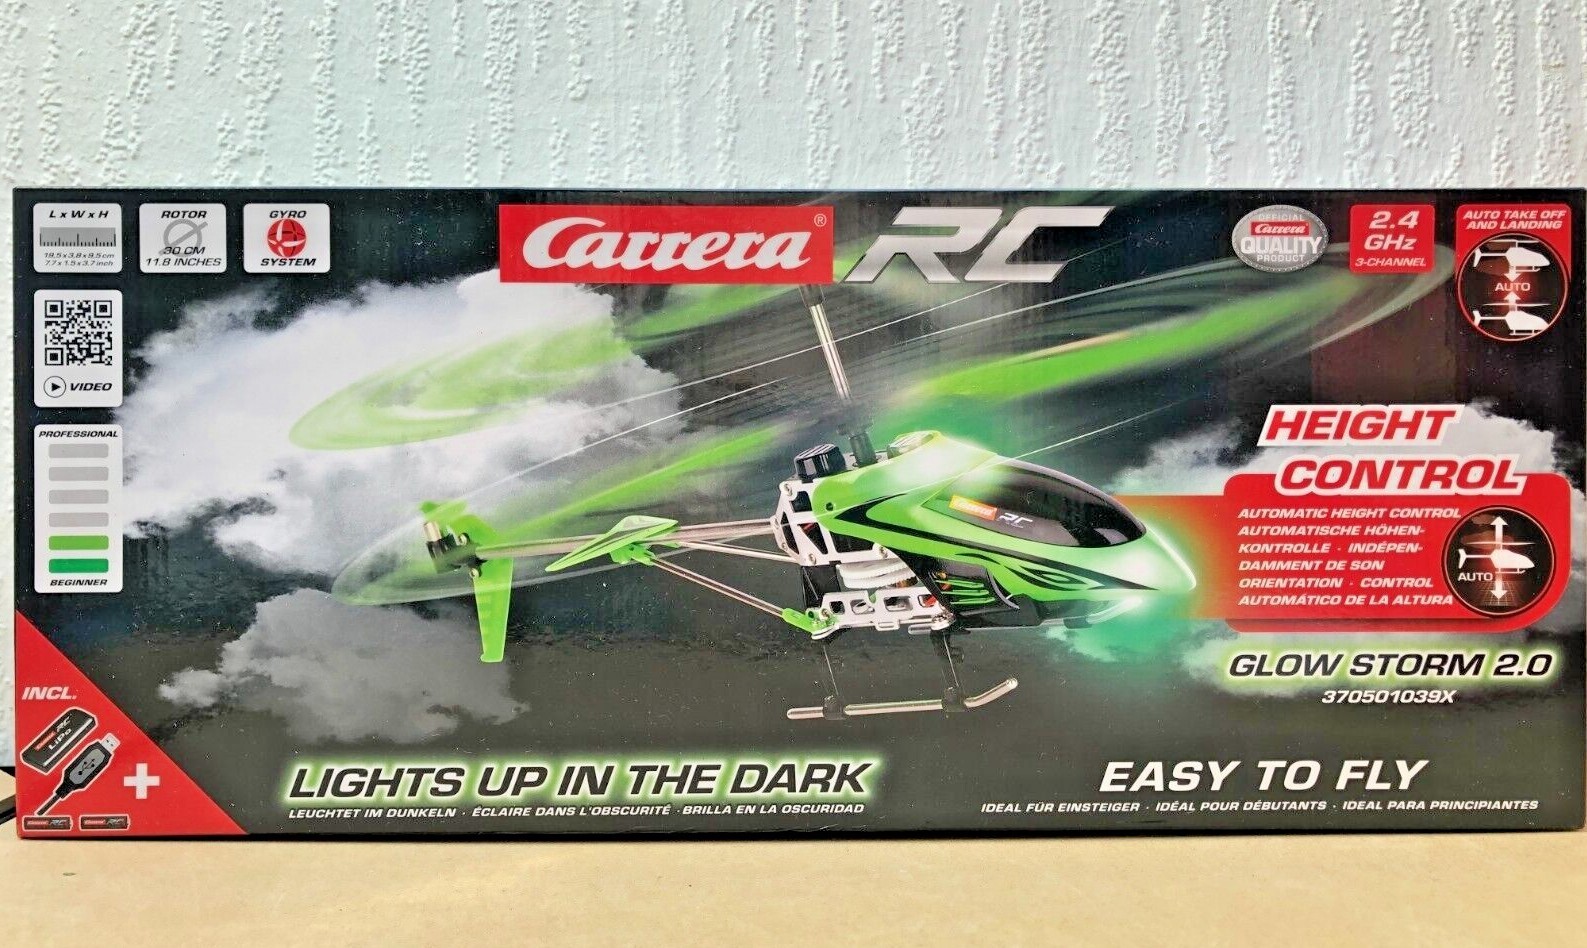 L x W x H
19,5 x 3,8 x 9,5 cm
7.7 x 1.5 x 3.7 inch
ROTOR
30 CM
11.8 INCHES
GYRO
SYSTEM
Carrera® RC
OFFICIAL
Carrera
QUALITY
PRODUCT
2.4
GHz
3-CHANNEL
AUTO TAKE OFF
AND LANDING
AUTO
VIDEO
PROFESSIONAL
BEGINNER
Carrera RC
HEIGHT
CONTROL
AUTOMATIC HEIGHT CONTROL
AUTOMATISCHE HÖHEN-
KONTROLLE · INDÉPEN-
DAMMENT DE SON
ORIENTATION · CONTROL
AUTOMÁTICO DE LA ALTURA
AUTO
GLOW STORM 2.0
370501039X
INCL.
RC
LiPo
+
LIGHTS UP IN THE DARK
LEUCHTET IM DUNKELN · ÉCLAIRE DANS L'OBSCURITÉ · BRILLA EN LA OSCURIDAD
EASY TO FLY
IDEAL FÜR EINSTEIGER · IDÉAL POUR DÉBUTANTS · IDEAL PARA PRINCIPIANTES